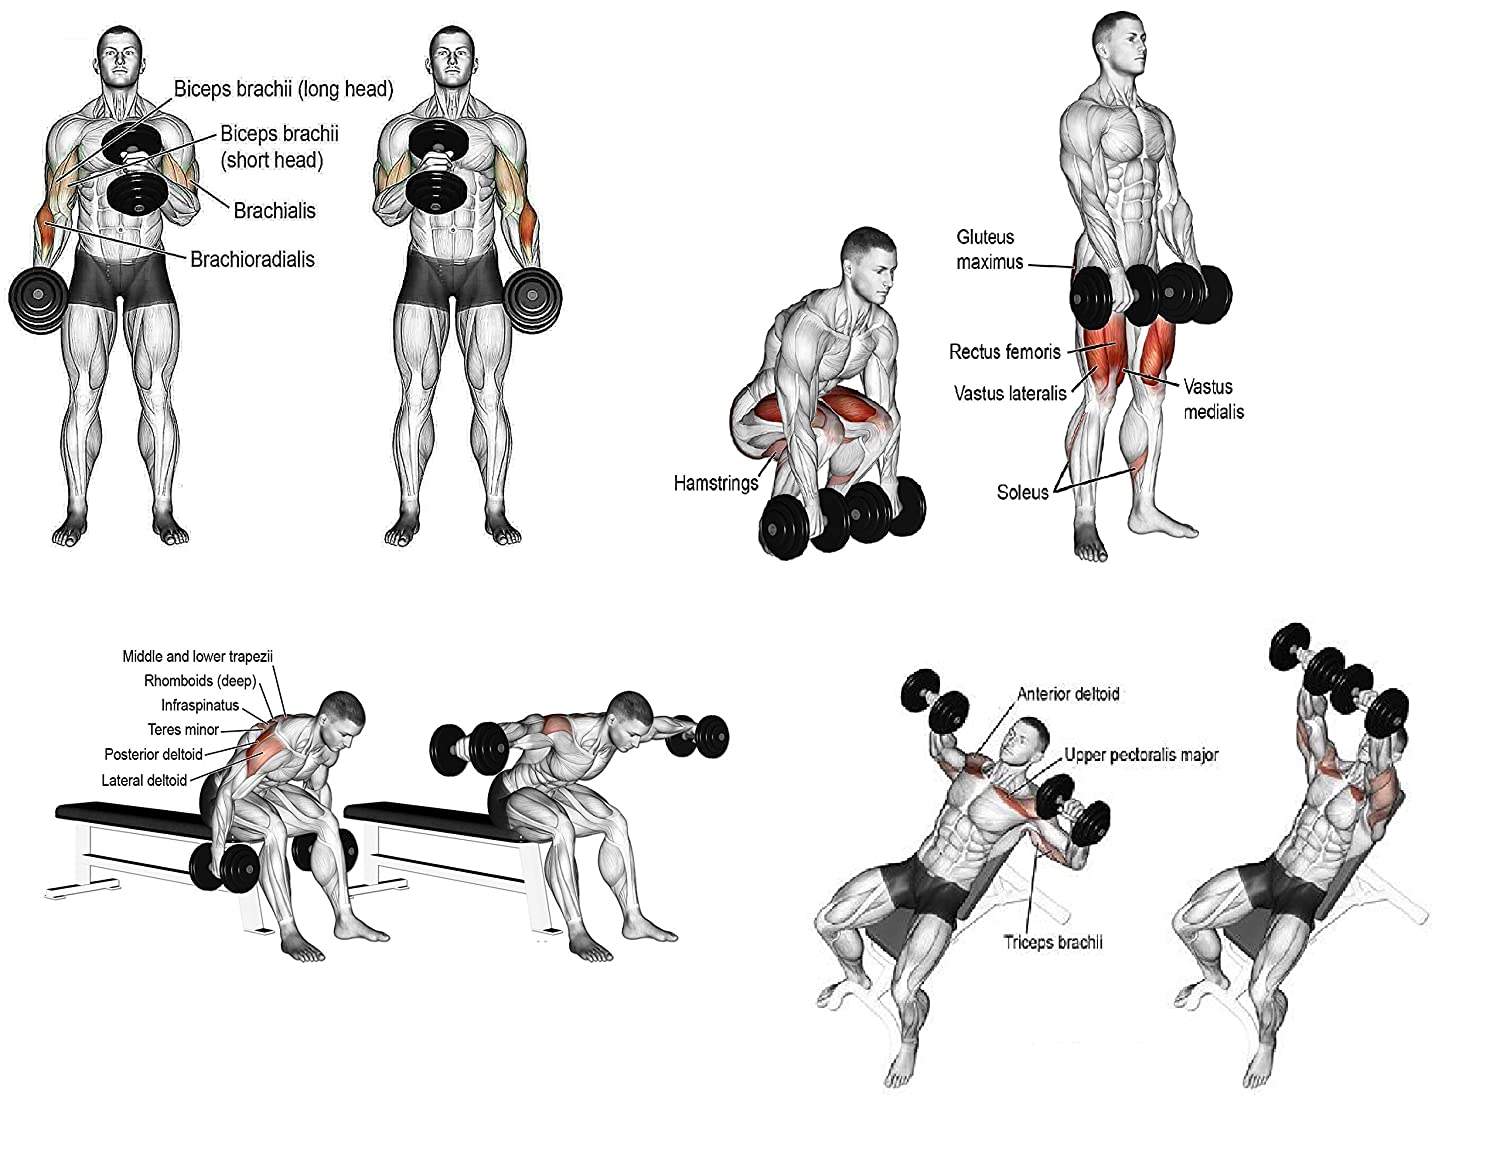 Biceps brachii (long head)
Biceps brachii
(short head)
Brachialis
Brachioradialis
Gluteus
maximus
Rectus femoris
Vastus lateralis
Vastus
medialis
Hamstrings
Soleus
Middle and lower trapezii
Rhomboids (deep)
Infraspinatus
Teres minor
Posterior deltoid
Lateral deltoid
Anterior deltoid
Upper pectoralis major
Triceps brachii